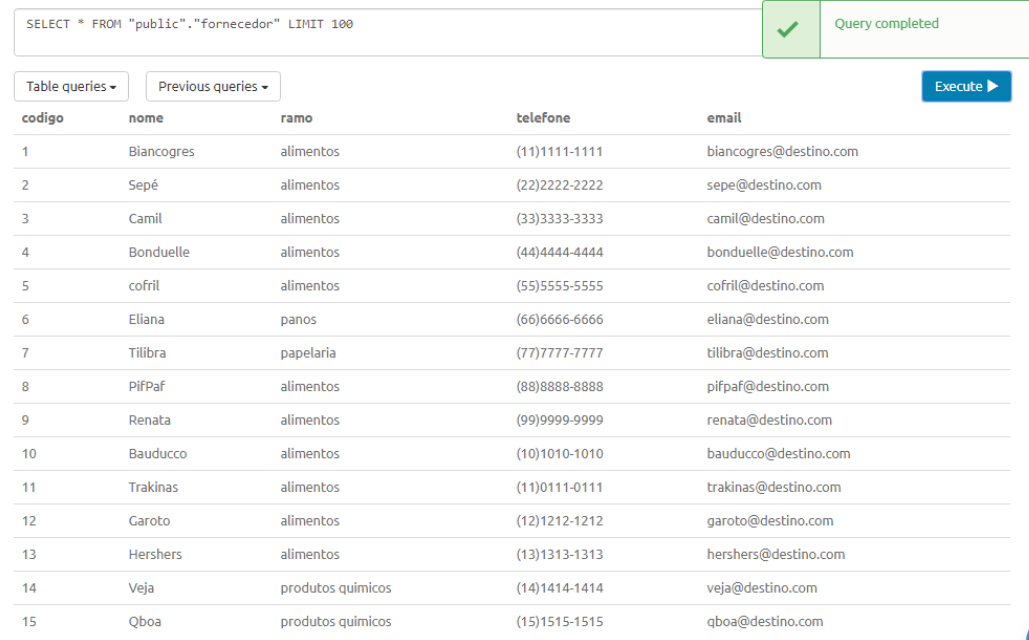 SELECT * FROM "public"."fornecedor" LIMIT 100
Query completed
Table queries Previous queries Execute
codigo nome ramo telefone email
1 Biancogres alimentos (11)1111-1111 biancogres@destino.com
2 Sepé alimentos (22)2222-2222 sepe@destino.com
3 Camil alimentos (33)3333-3333 camil@destino.com
4 Bonduelle alimentos (44)4444-4444 bonduelle@destino.com
5 cofril alimentos (55)5555-5555 cofril@destino.com
6 Eliana panos (66)6666-6666 eliana@destino.com
7 Tilibra papelaria (77)7777-7777 tilibra@destino.com
8 PifPaf alimentos (88)8888-8888 pifpaf@destino.com
9 Renata alimentos (99)9999-9999 renata@destino.com
10 Bauducco alimentos (10)1010-1010 bauducco@destino.com
11 Trakinas alimentos (11)0111-0111 trakinas@destino.com
12 Garoto alimentos (12)1212-1212 garoto@destino.com
13 Hershers alimentos (13)1313-1313 hershers@destino.com
14 Veja produtos quimicos (14)1414-1414 veja@destino.com
15 Qboa produtos quimicos (15)1515-1515 qboa@destino.com